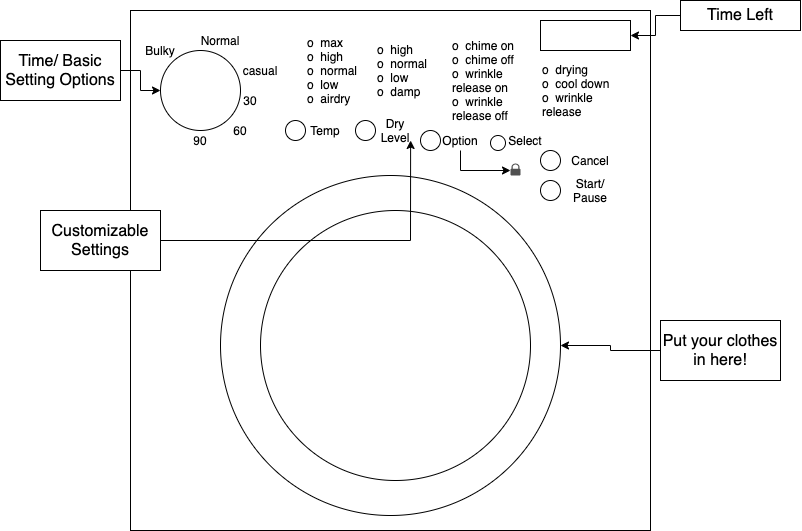 Time Left
Time/ Basic
Setting Options
Bulky
Normal
casual
30
60
90
o max
o high
o normal
o low
o airdry
o high
o normal
o low
o damp
o chime on
o chime off
o wrinkle
release on
o wrinkle
release off
o drying
o cool down
o wrinkle
release
Temp
Dry
Level
Option
Select
Cancel
Start/
Pause
Customizable
Settings
Put your clothes
in here!